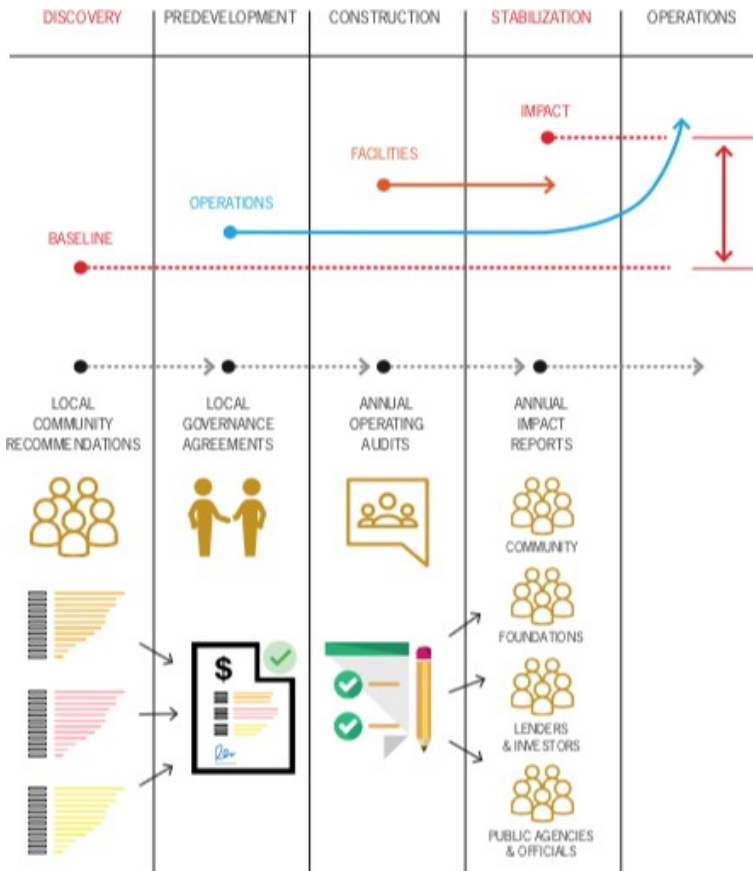 DISCOVERY
PREDEVELOPMENT
CONSTRUCTION
STABILIZATION
OPERATIONS
IMPACT
FACILITIES
OPERATIONS
BASELINE
LOCAL
COMMUNITY
RECOMMENDATIONS
LOCAL
GOVERNANCE
AGREEMENTS
ANNUAL
OPERATING
AUDITS
ANNUAL
IMPACT
REPORTS
COMMUNITY
FOUNDATIONS
$
LENDERS
& INVESTORS
PUBLIC AGENCIES
& OFFICIALS